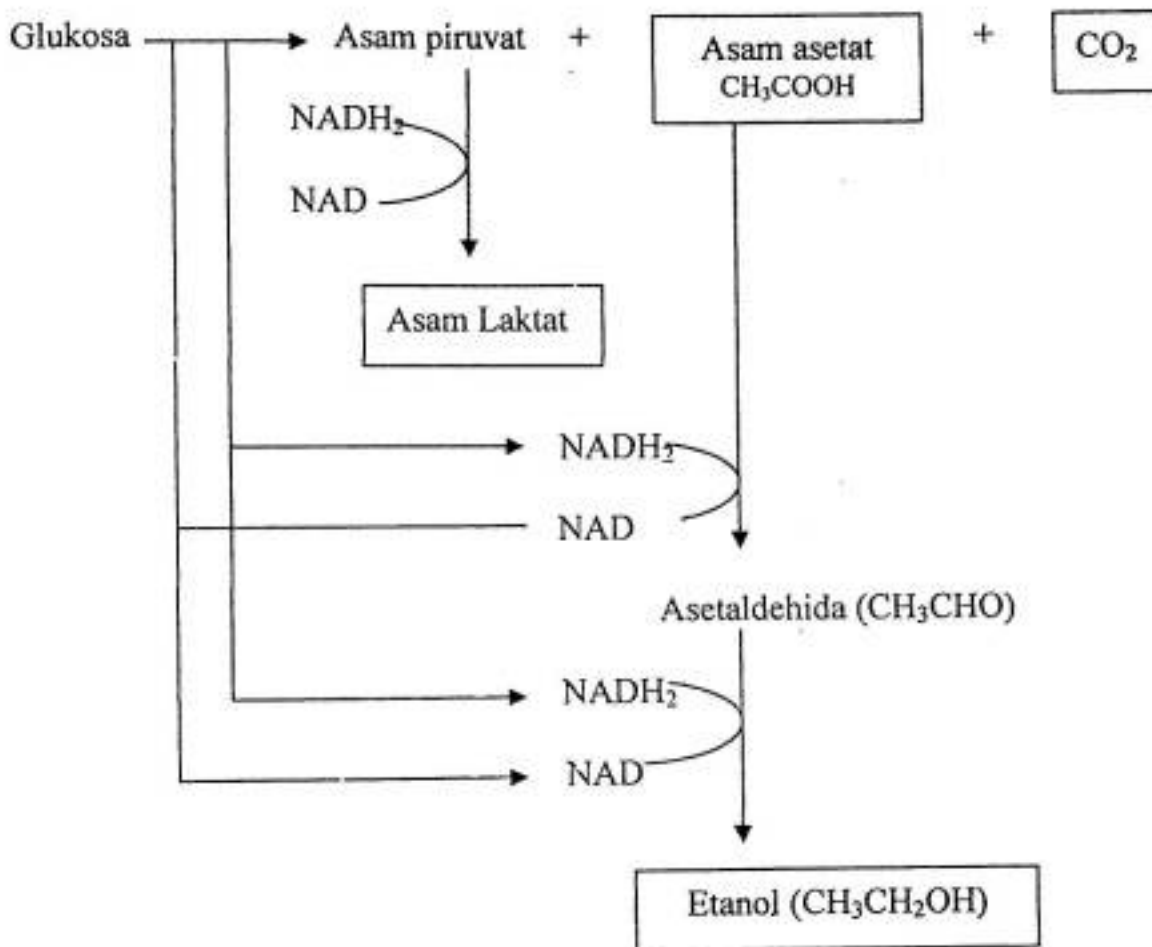 Glukosa Asam piruvat + Asam asetat + CO₂
CH₃COOH
NADH₂
NAD
Asam Laktat
NADH₂
NAD
Asetaldehida (CH₃CHO)
NADH₂
NAD
Etanol (CH₃CH₂OH)